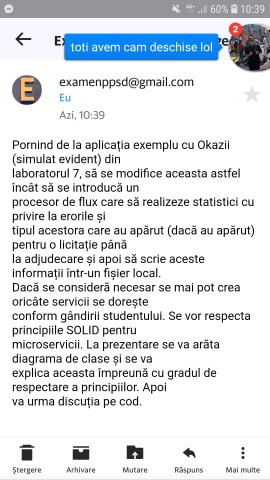 60% 10:39
toti avem cam deschise lol
2
E
examenppsd@gmail.com
Eu
Azi, 10:39
Pornind de la aplicația exemplu cu Okazii
(simulat evident) din
laboratorul 7, să se modifice aceasta astfel
încât să se introducă un
procesor de flux care să realizeze statistici cu
privire la erorile și
tipul acestora care au apărut (dacă au apărut)
pentru o licitație până
la adjudecare și apoi să scrie aceste
informații într-un fișier local.
Dacă se consideră necesar se mai pot crea
oricâte servicii se dorește
conform gândirii studentului. Se vor respecta
principiile SOLID pentru
microservicii. La prezentare se va arăta
diagrama de clase și se va
explica aceasta împreună cu gradul de
respectare a principiilor. Apoi
va urma discuția pe cod.
Ștergere Arhivare Mutare Răspuns Mai multe